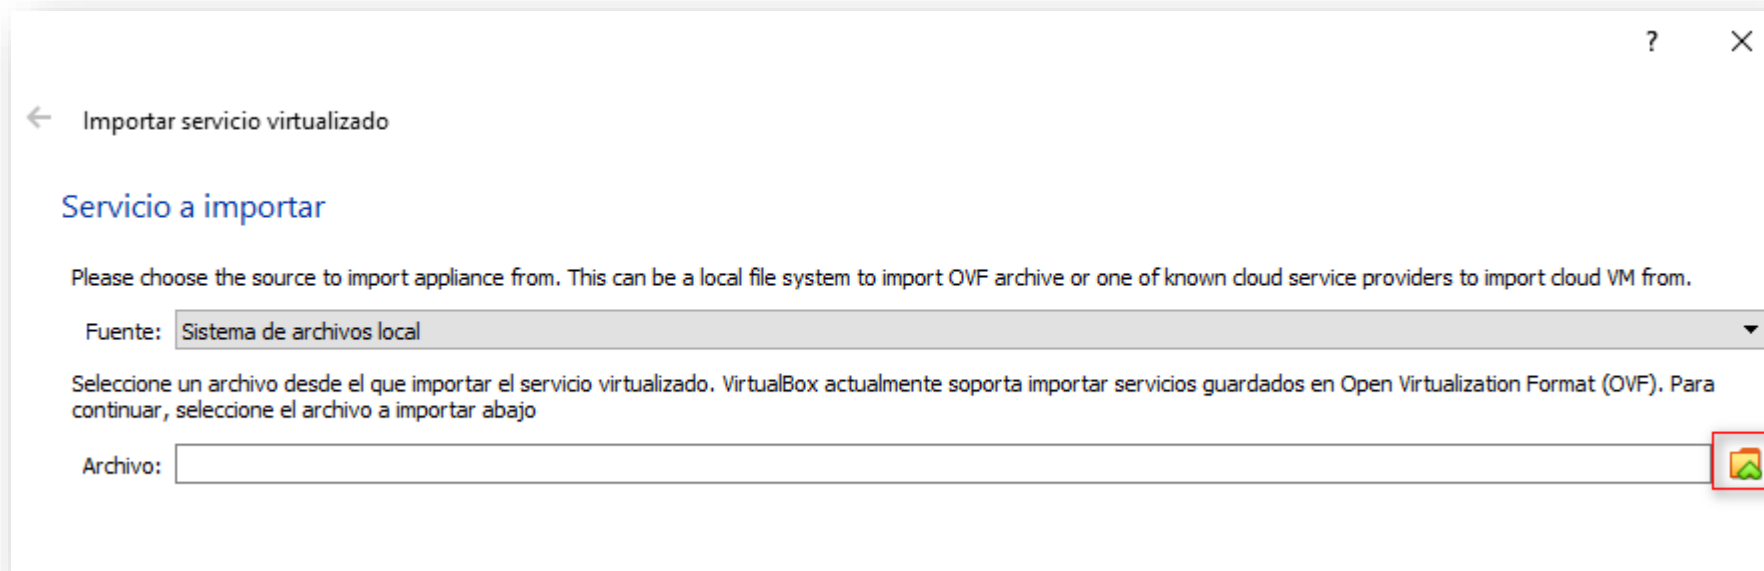 ?
Importar servicio virtualizado
Servicio a importar
Please choose the source to import appliance from. This can be a local file system to import OVF archive or one of known cloud service providers to import cloud VM from.
Fuente: Sistema de archivos local
Seleccione un archivo desde el que importar el servicio virtualizado. VirtualBox actualmente soporta importar servicios guardados en Open Virtualization Format (OVF). Para
continuar, seleccione el archivo a importar abajo
Archivo: